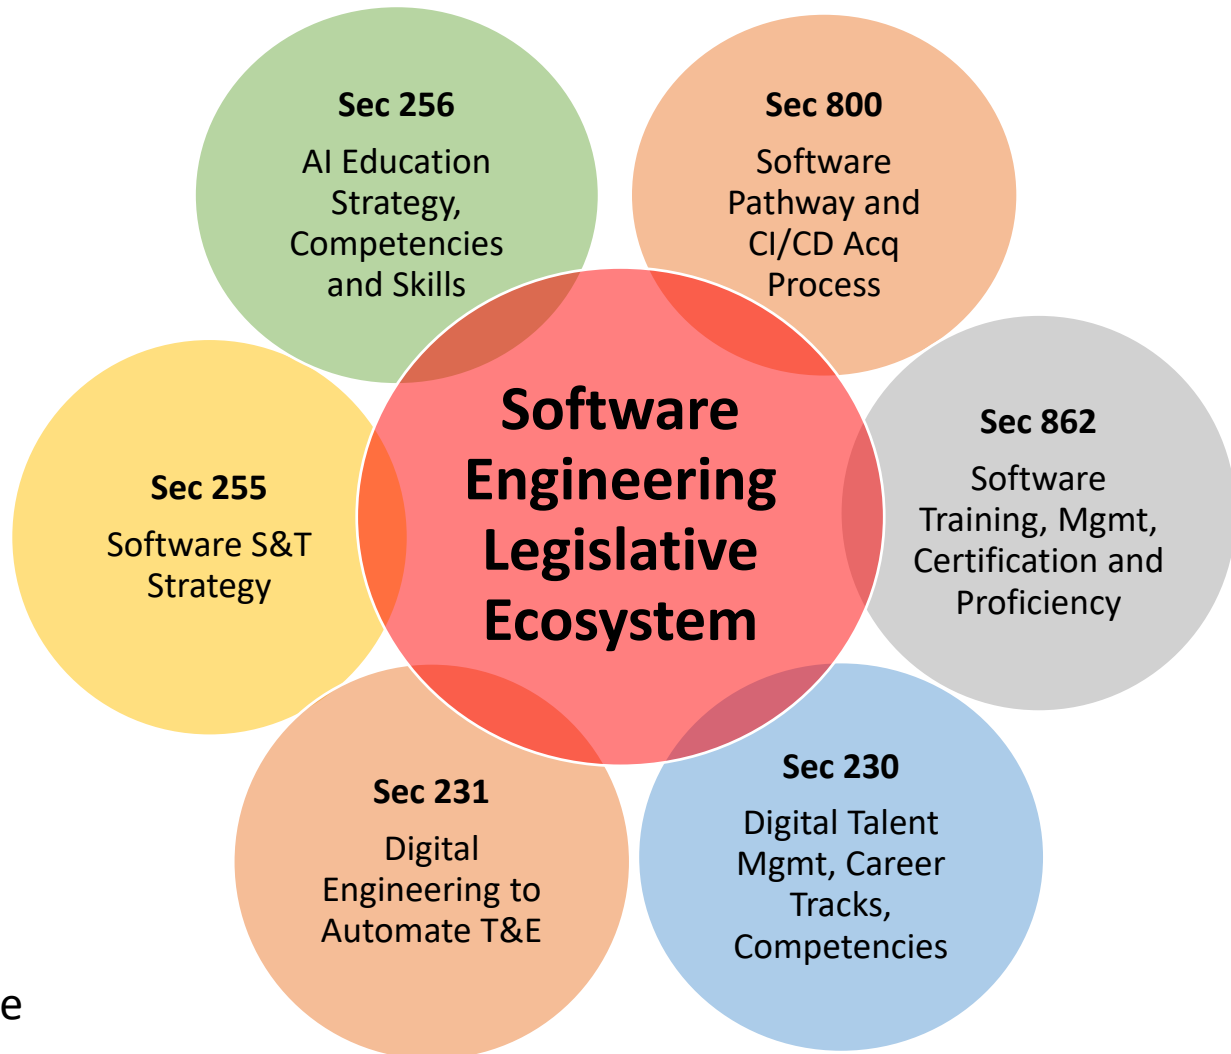 Sec 256
AI Education
Strategy,
Competencies
and Skills
Sec 800
Software
Pathway and
CI/CD Acq
Process
Software
Engineering
Legislative
Ecosystem
Sec 862
Software
Training, Mgmt,
Certification and
Proficiency
Sec 255
Software S&T
Strategy
Sec 231
Digital
Engineering to
Automate T&E
Sec 230
Digital Talent
Mgmt, Career
Tracks,
Competencies
e